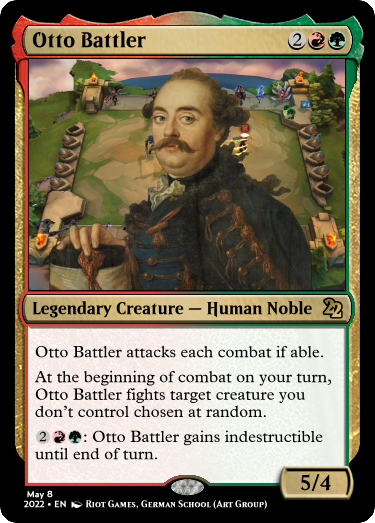 Otto Battler 2
Legendary Creature — Human Noble
Otto Battler attacks each combat if able.
At the beginning of combat on your turn,
Otto Battler fights target creature you
don't control chosen at random.
2: Otto Battler gains indestructible
until end of turn.
5/4
May 8
2022 • EN Riot Games, German School (Art Group)